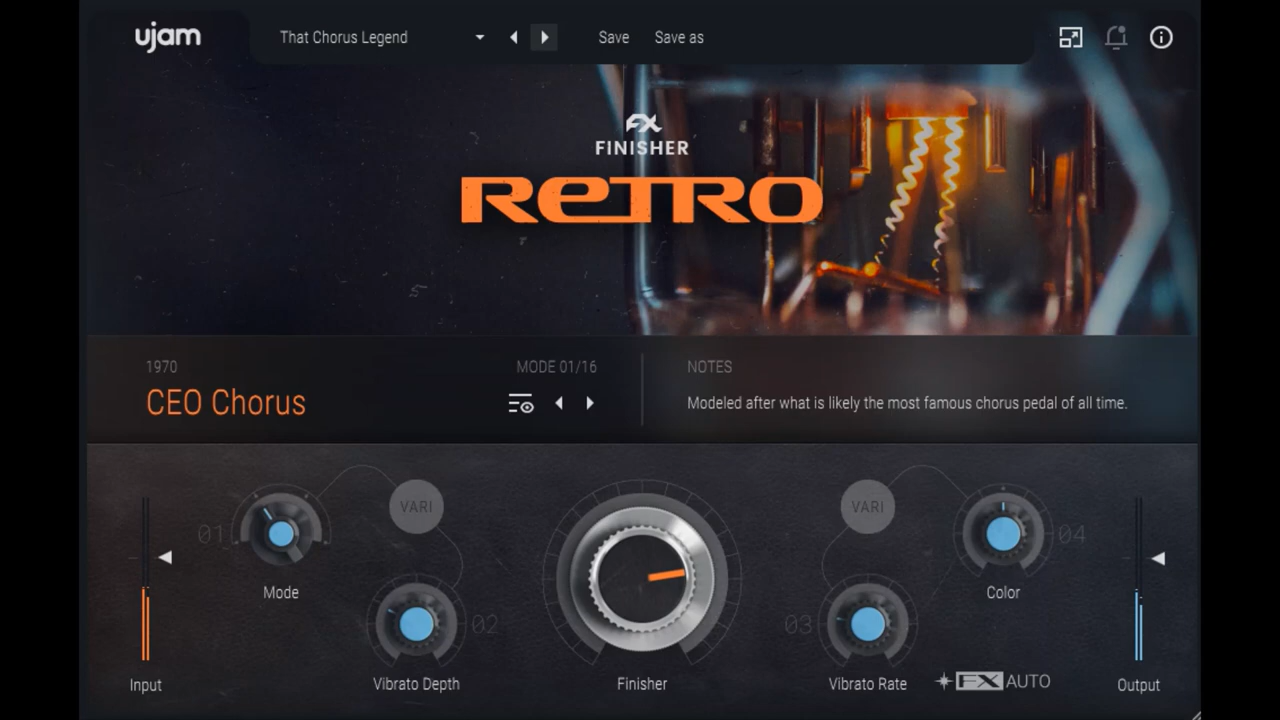 ujam
That Chorus Legend
Save
Save as
FX
FINISHER
RETRO
1970
MODE 01/16
NOTES
CEO Chorus
Modeled after what is likely the most famous chorus pedal of all time.
VARI
VARI
01
04
Mode
Color
02
03
Input
Vibrato Depth
Finisher
Vibrato Rate
FX AUTO
Output